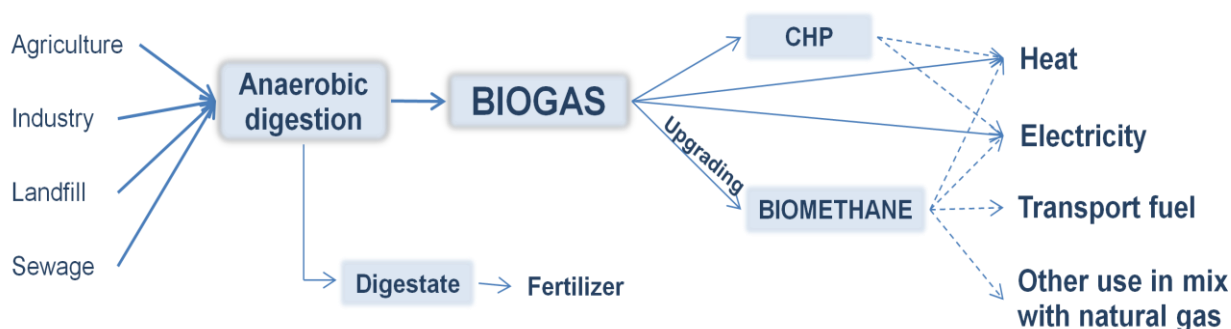 Agriculture
Industry
Landfill
Sewage
Anaerobic
digestion
BIOGAS
Digestate
Fertilizer
CHP
Upgrading
BIOMETHANE
Heat
Electricity
Transport fuel
Other use in mix
with natural gas